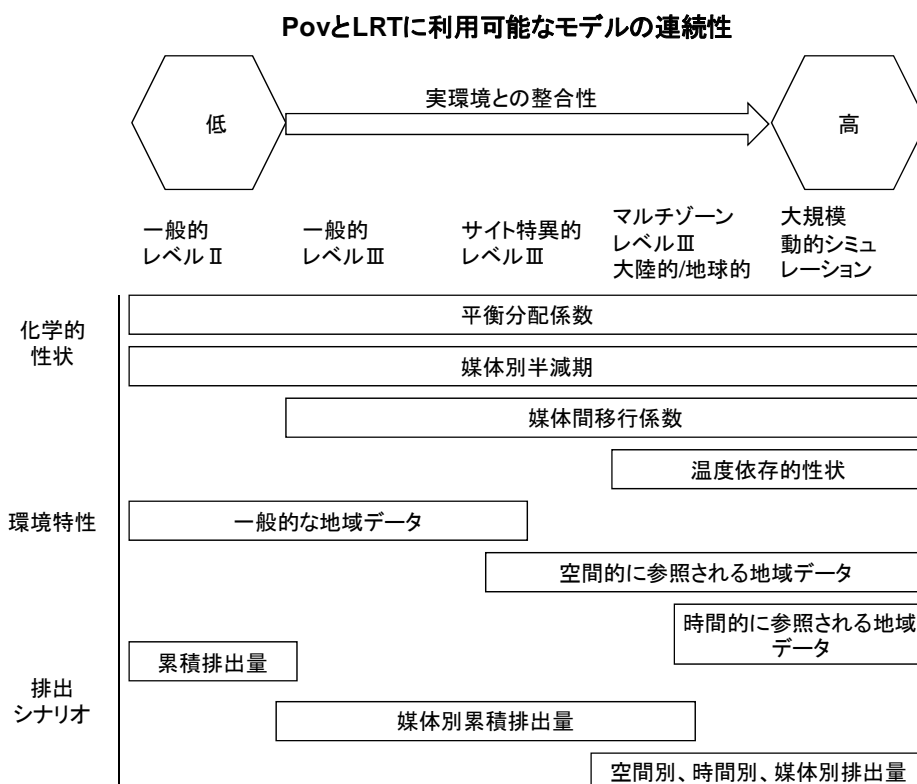 PovとLRTに利用可能なモデルの連続性
低
実環境との整合性
高
一般的
レベルⅡ
一般的
レベルⅢ
サイト特異的
レベルⅢ
マルチゾーン
レベルⅢ
大陸的/地球的
大規模
動的シミュ
レーション
化学的
性状
平衡分配係数
媒体別半減期
媒体間移行係数
温度依存的性状
環境特性
一般的な地域データ
空間的に参照される地域データ
時間的に参照される地域
データ
排出
シナリオ
累積排出量
媒体別累積排出量
空間別、時間別、媒体別排出量